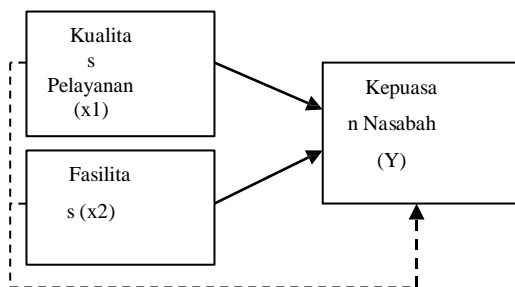 Kualita
s
Pelayanan
(x1)
Fasilita
s (x2)
Kepuasa
n Nasabah
(Y)